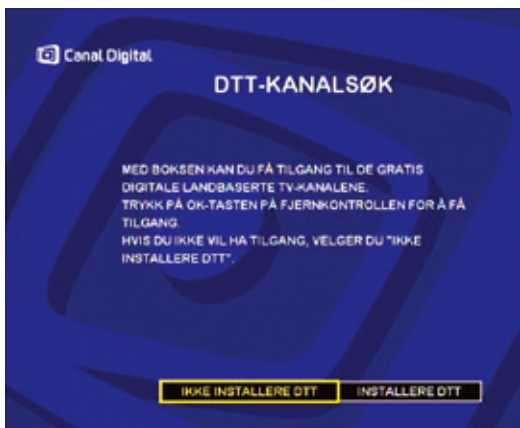 Canal Digital
DTT-KANALSØK
MED BOKSEN KAN DU FÅ TILGANG TIL DE GRATIS
DIGITALE LANDBASERTE TV-KANALENE.
TRYKK PÅ OK-TASTEN PÅ FJERNKONTROLLEN FOR Å FÅ
TILGANG.
HVIS DU IKKE VIL HA TILGANG, VELGER DU "IKKE
INSTALLERE DTT".
IKKE INSTALLERE DTT INSTALLERE DTT